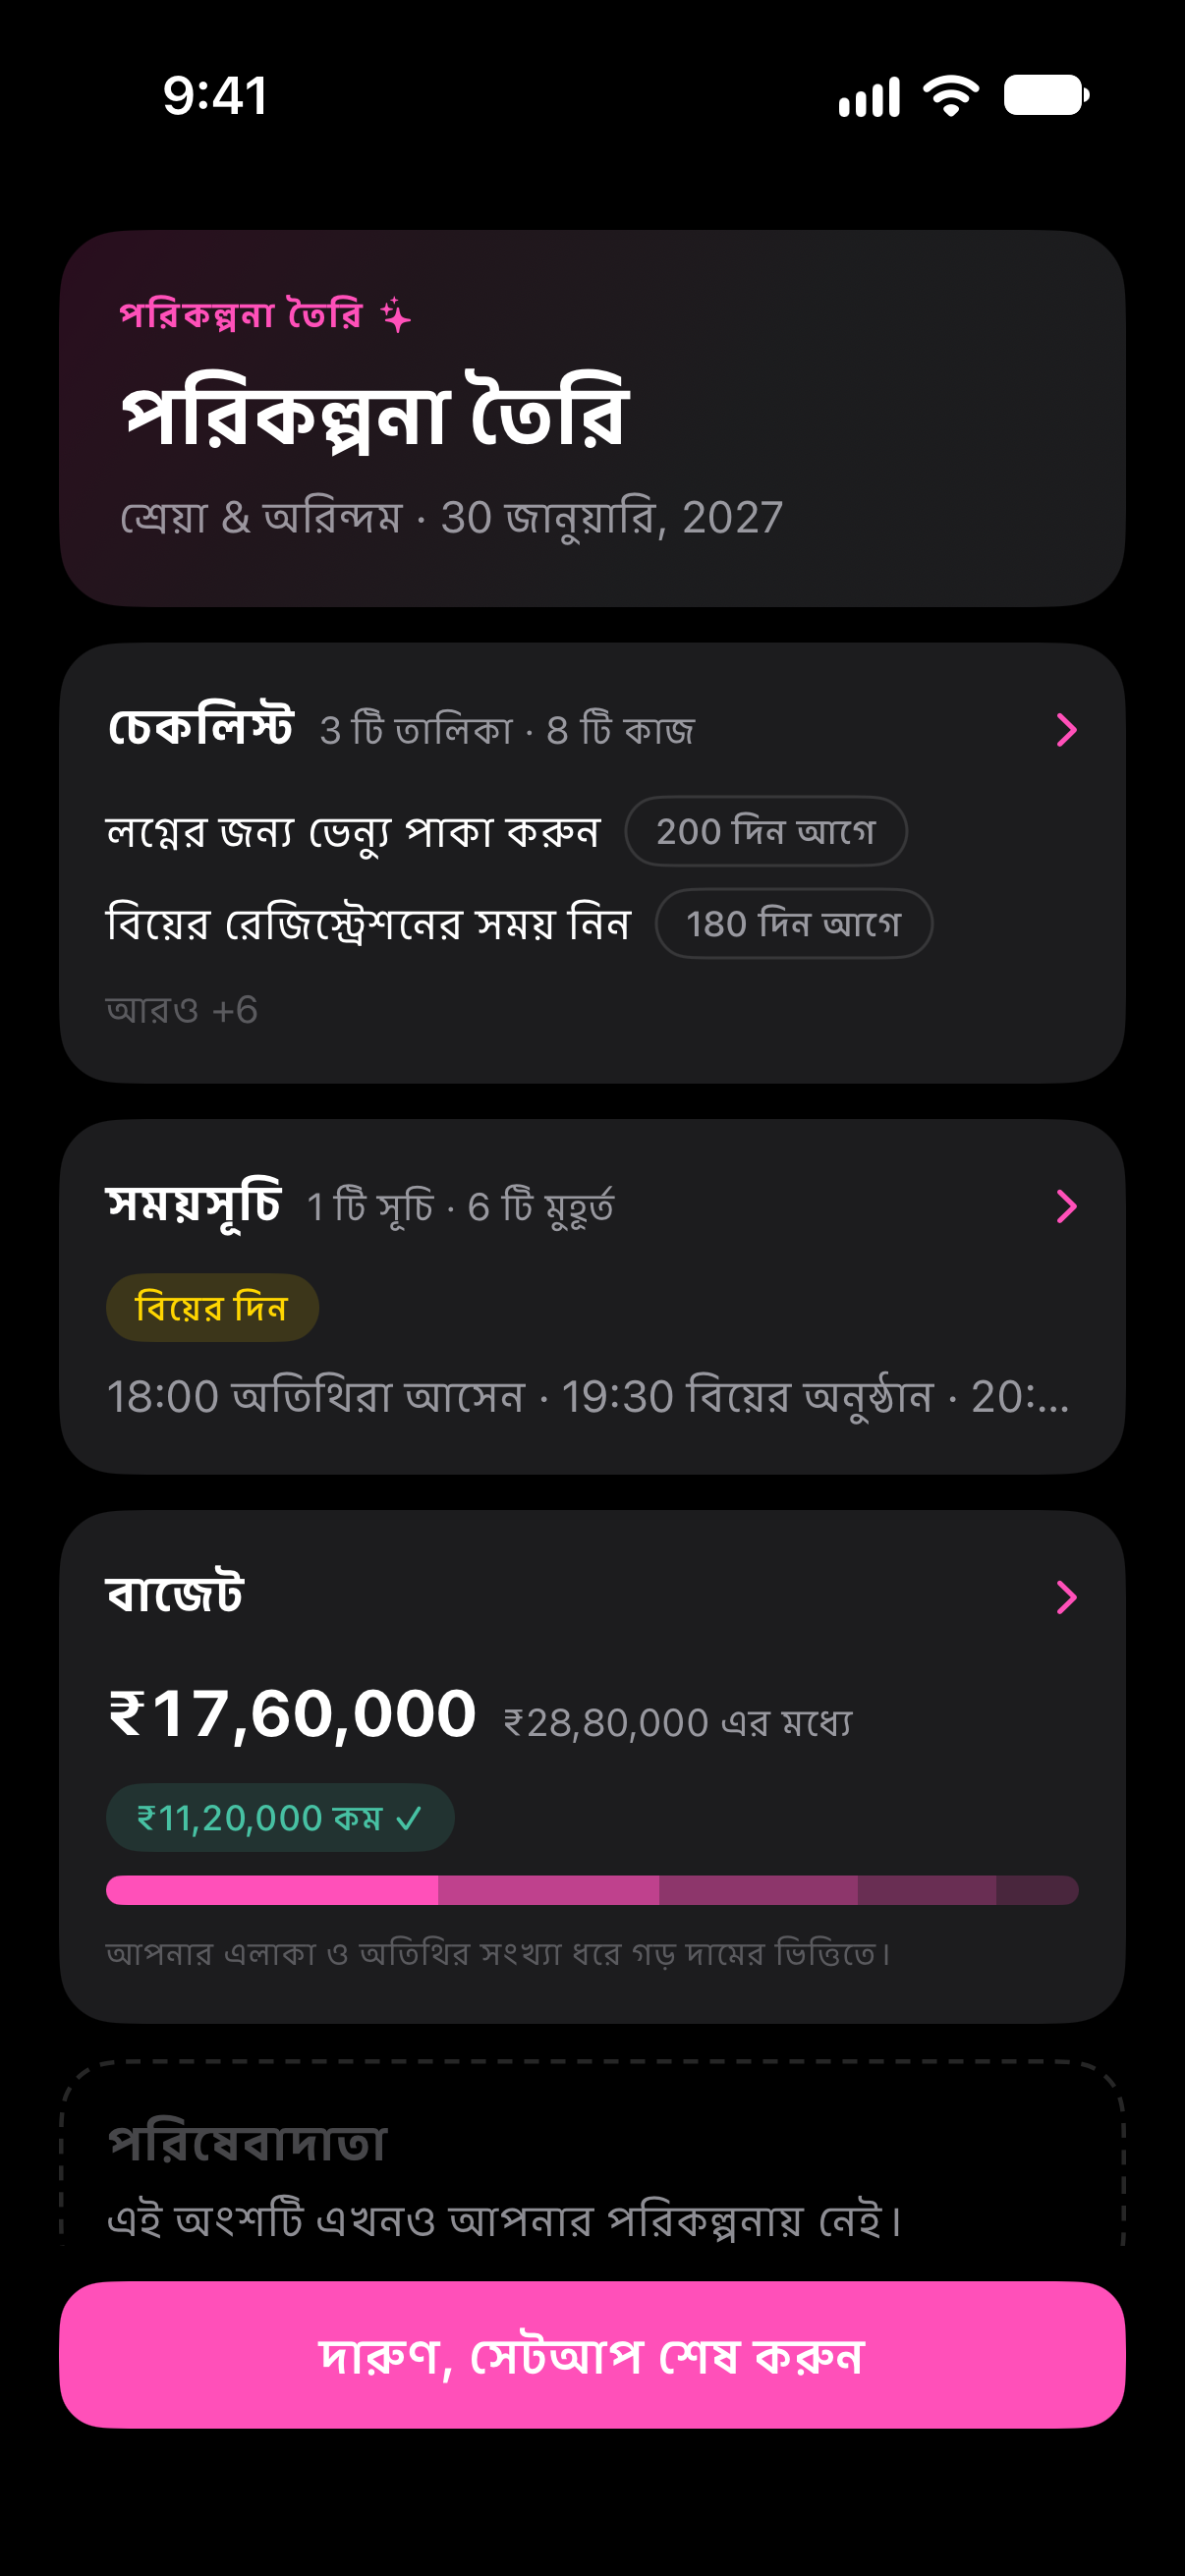 9:41
পরিকল্পনা তৈরি
পরিকল্পনা তৈরি
শ্রেয়া & অরিন্দম · 30 জানুয়ারি, 2027
চেকলিস্ট 3 টি তালিকা · 8 টি কাজ
লগ্নের জন্য ভেন্যু পাকা করুন 200 দিন আগে
বিয়ের রেজিস্ট্রেশনের সময় নিন 180 দিন আগে
আরও +6
সময়সূচি 1 টি সূচি · 6 টি মুহূর্ত
বিয়ের দিন
18:00 অতিথিরা আসেন · 19:30 বিয়ের অনুষ্ঠান · 20:...
বাজেট
₹17,60,000 ₹28,80,000 এর মধ্যে
₹11,20,000 কম ✓
আপনার এলাকা ও অতিথির সংখ্যা ধরে গড় দামের ভিত্তিতে।
পরিষেবাদাতা
এই অংশটি এখনও আপনার পরিকল্পনায় নেই।
দারুণ, সেটআপ শেষ করুন